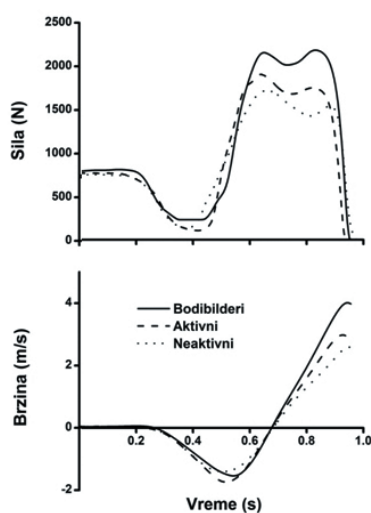 2500
2000
1500
1000
500
0
Sila (N)
4
2
0
-2
Brzina (m/s)
Bodibilderi
Aktivni
Neaktivni
0.2 0.4 0.6 0.8 1.0
Vreme (s)